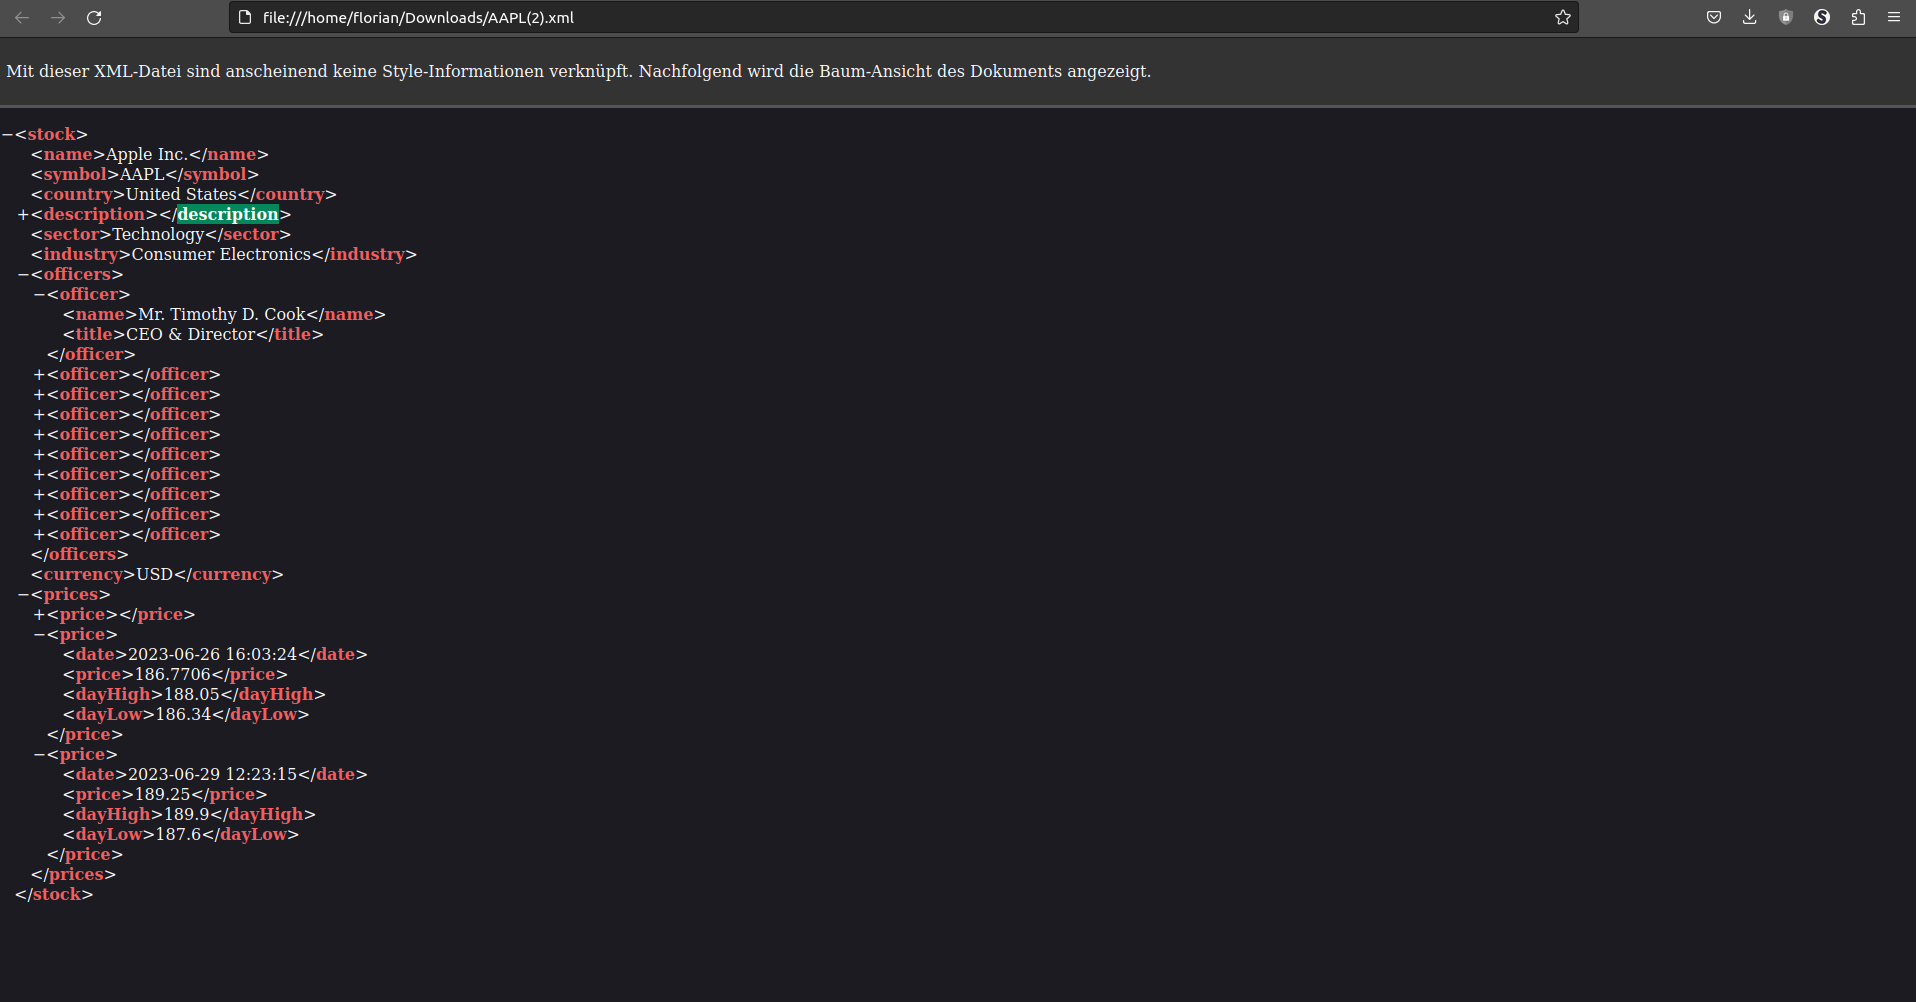 file:///home/florian/Downloads/AAPL(2).xml
Mit dieser XML-Datei sind anscheinend keine Style-Informationen verknüpft. Nachfolgend wird die Baum-Ansicht des Dokuments angezeigt.
−<stock>
<name>Apple Inc.</name>
<symbol>AAPL</symbol>
<country>United States</country>
+<description></description>
<sector>Technology</sector>
<industry>Consumer Electronics</industry>
−<officers>
−<officer>
<name>Mr. Timothy D. Cook</name>
<title>CEO & Director</title>
</officer>
+<officer></officer>
+<officer></officer>
+<officer></officer>
+<officer></officer>
+<officer></officer>
+<officer></officer>
+<officer></officer>
+<officer></officer>
+<officer></officer>
</officers>
<currency>USD</currency>
−<prices>
+<price></price>
−<price>
<date>2023-06-26 16:03:24</date>
<price>186.7706</price>
<dayHigh>188.05</dayHigh>
<dayLow>186.34</dayLow>
</price>
−<price>
<date>2023-06-29 12:23:15</date>
<price>189.25</price>
<dayHigh>189.9</dayHigh>
<dayLow>187.6</dayLow>
</price>
</prices>
</stock>